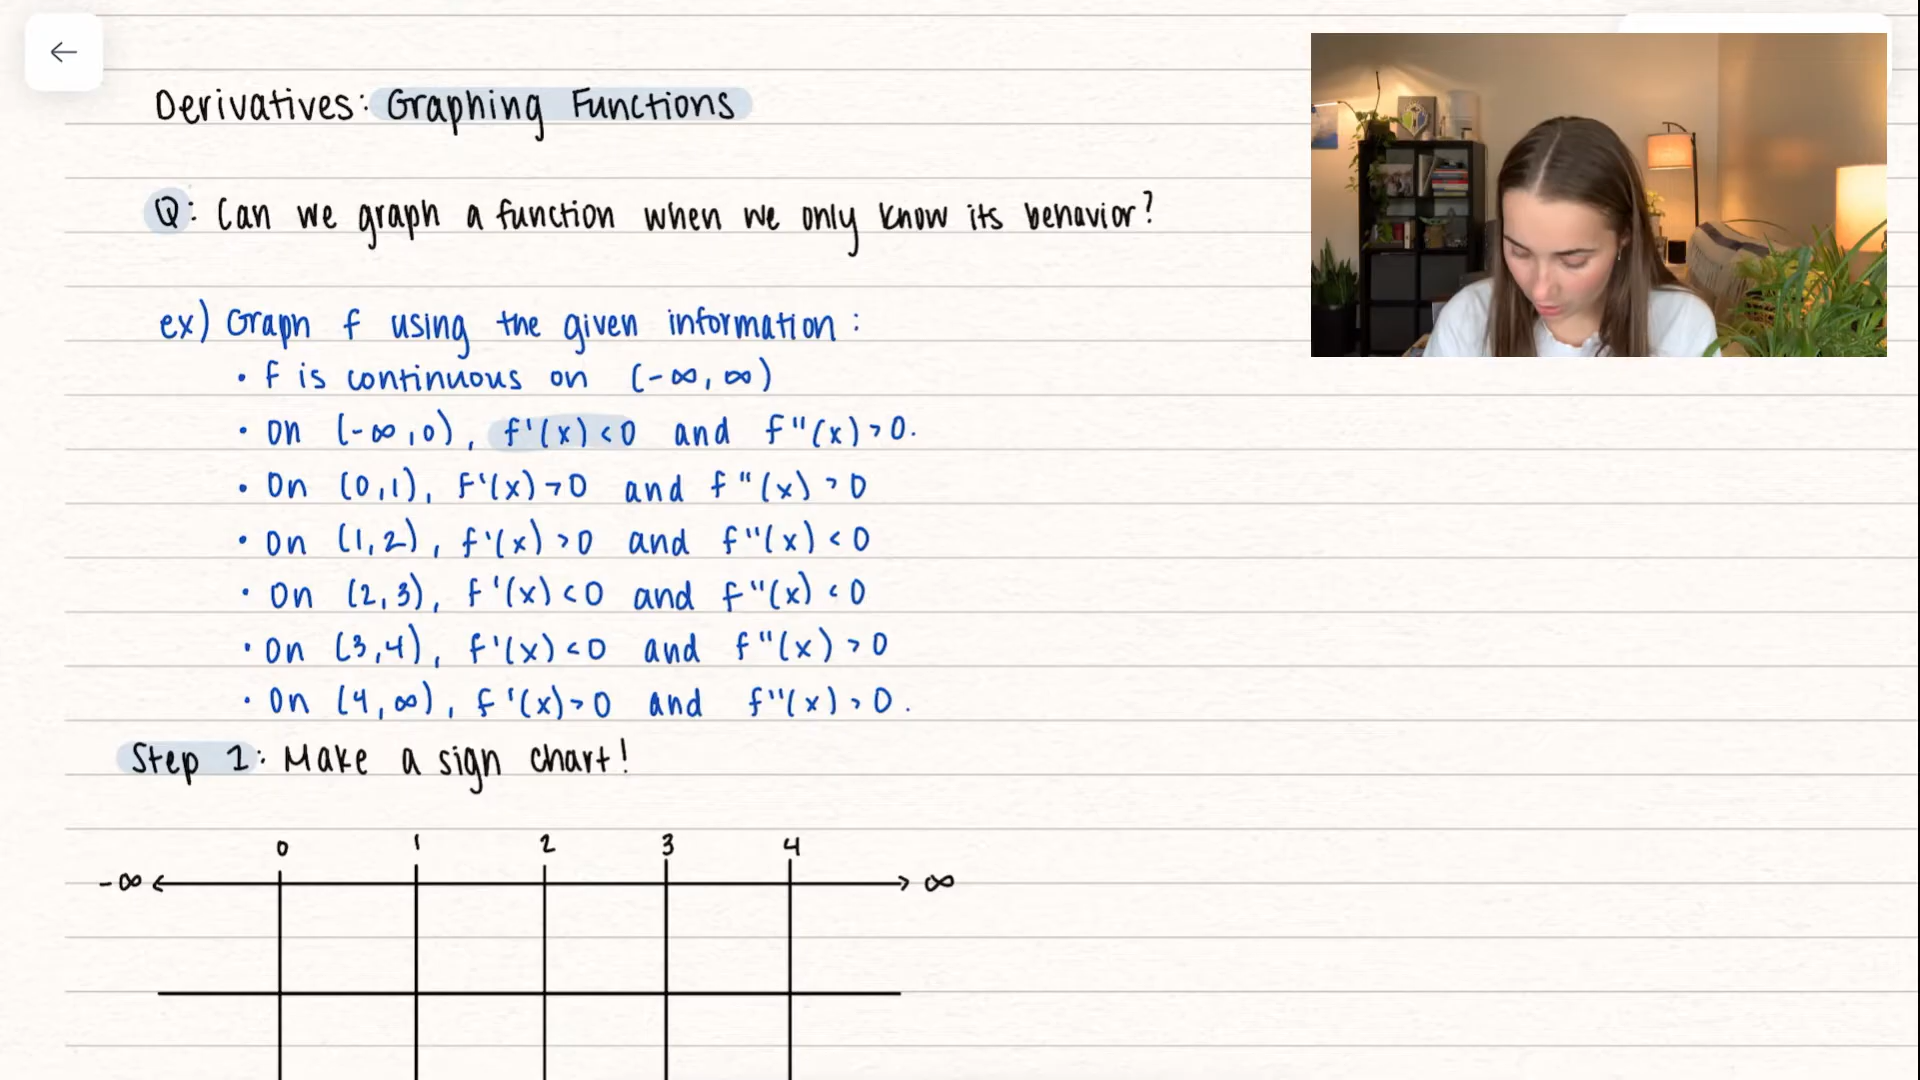 Derivatives: Graphing Functions
Q: Can we graph a function when we only know its behavior?
ex) Graph f using the given information:
• f is continuous on (-∞,∞)
• On (-∞,0), f'(x)<0 and f"(x)>0.
• On (0,1), f'(x)>0 and f"(x)>0
• On (1,2), f'(x)>0 and f"(x)<0
• On (2,3), f'(x)<0 and f"(x)<0
• On (3,4), f'(x)<0 and f"(x)>0
• On (4,∞), f'(x)>0 and f"(x)>0.
Step 1: Make a sign chart!
0 1 2 3 4
-∞ ∞